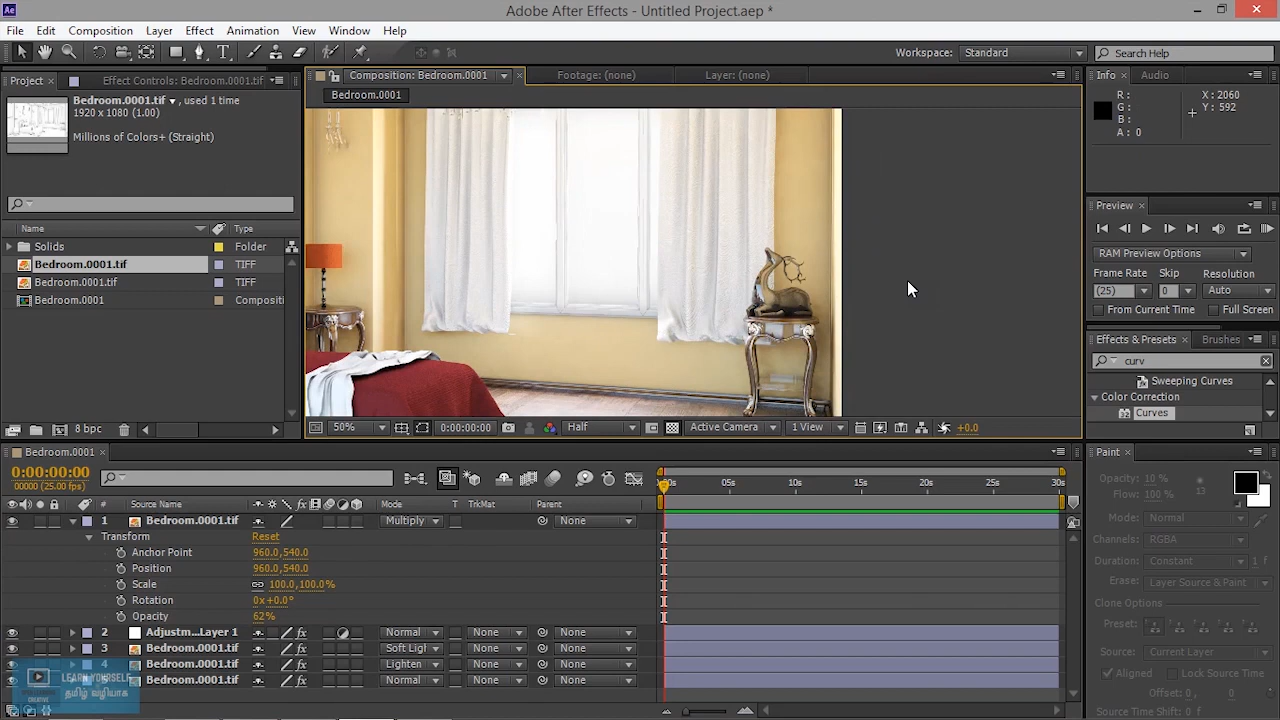 Ae Adobe After Effects - Untitled Project.aep *
File Edit Composition Layer Effect Animation View Window Help
Workspace: Standard Search Help
Project Effect Controls: Bedroom.0001.tif Composition: Bedroom.0001 Footage: (none) Layer: (none) Info Audio
Bedroom.0001.tif , used 1 time
1920 x 1080 (1.00)
Millions of Colors+ (Straight)
Bedroom.0001
R :
G :
B :
A : 0
X : 2060
Y : 592
Preview
RAM Preview Options
Frame Rate Skip Resolution
(25) 0 Auto
From Current Time Full Screen
Effects & Presets Brushes
curv
Sweeping Curves
Color Correction
Curves
Name Type
Solids Folder
Bedroom.0001.tif TIFF
Bedroom.0001.tif TIFF
Bedroom.0001 Compositi
8 bpc
50% 0:00:00:00 Half Active Camera 1 View +0.0
Bedroom.0001
0:00:00:00
00000 (25.00 fps)
05s 10s 15s 20s 25s 30s
Source Name Mode T TrkMat Parent
1 Bedroom.0001.tif Multiply None
Transform Reset
Anchor Point 960.0,540.0
Position 960.0,540.0
Scale 100.0,100.0%
Rotation 0x+0.0°
Opacity 62%
2 Adjustm...Layer 1 Normal None None
3 Bedroom.0001.tif Soft Ligh None None
4 Bedroom.0001.tif Lighten None None
Bedroom.0001.tif Normal None None
LEARN YOURSELF
தமிழ் வழியாக
CREATIVE
Paint
Opacity: 10 %
Flow: 100 %
13
Mode: Normal
Channels: RGBA
Duration: Constant 1 f
Erase: Layer Source & Paint
Clone Options
Preset:
Source: Current Layer
Aligned Lock Source Time
Offset: 0 , 0
Source Time Shift: 0 f